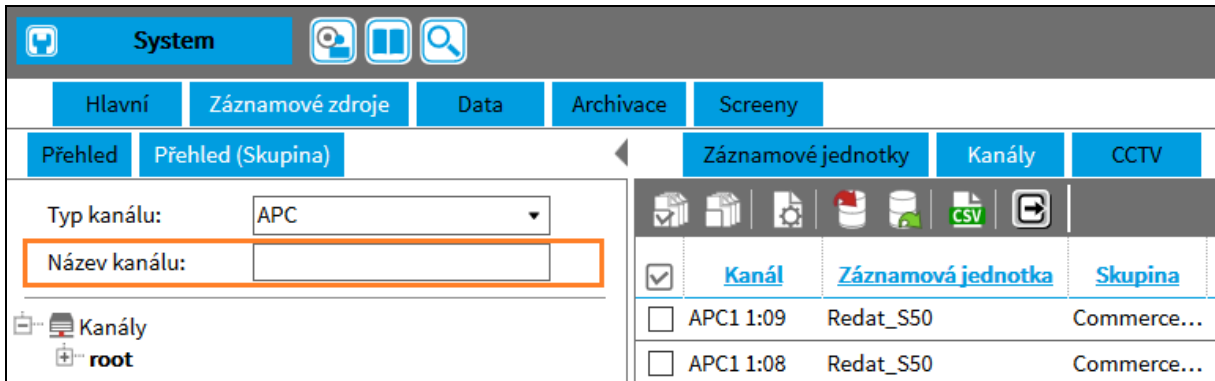 System
Hlavní Záznamové zdroje Data Archivace Screeny
Přehled Přehled (Skupina) Záznamové jednotky Kanály CCTV
Typ kanálu: APC
CSV
Název kanálu:
Kanál Záznamová jednotka Skupina
Kanály
APC1 1:09 Redat_S50 Commerce...
root
APC1 1:08 Redat_S50 Commerce...